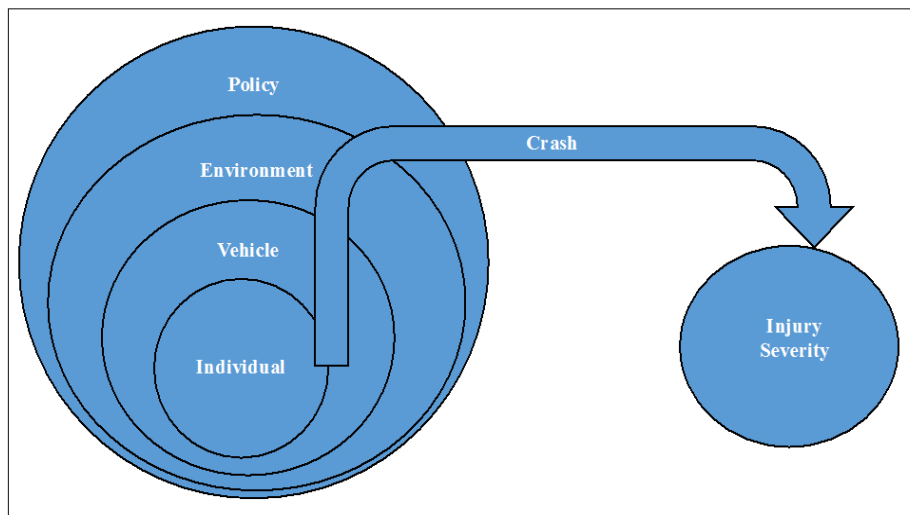 Policy
Crash
Environment
Vehicle
Injury
Severity
Individual